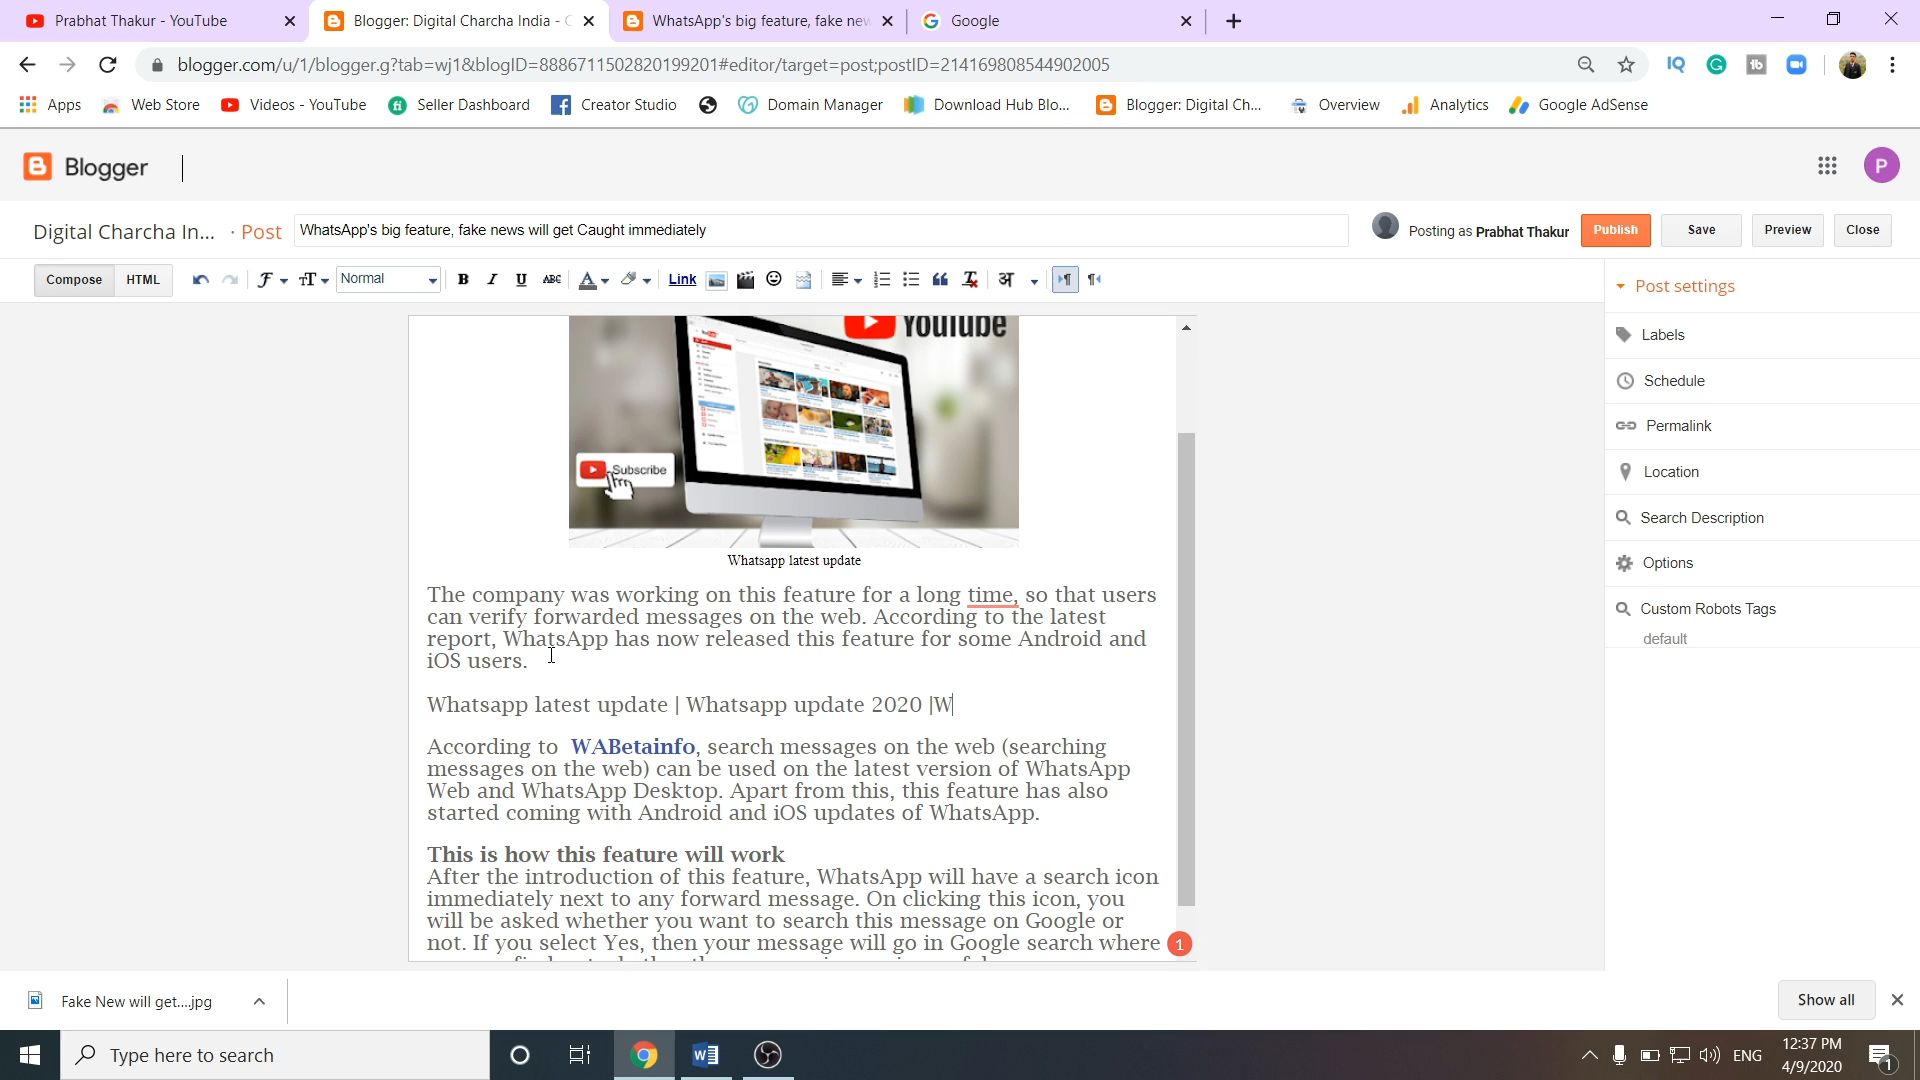 Prabhat Thakur - YouTube
Blogger: Digital Charcha India -
WhatsApp's big feature, fake new
Google
blogger.com/u/1/blogger.g?tab=wj1&blogID=8886711502820199201#editor/target=post;postID=214169808544902005
Apps
Web Store
Videos - YouTube
Seller Dashboard
Creator Studio
Domain Manager
Download Hub Blo...
Blogger: Digital Ch...
Overview
Analytics
Google AdSense
Blogger
P
Digital Charcha In... · Post
WhatsApp's big feature, fake news will get Caught immediately
Posting as Prabhat Thakur
Publish
Save
Preview
Close
Compose
HTML
Normal
B I U ABC A
Link
अ
Post settings
Labels
Schedule
Permalink
Location
Search Description
Options
Custom Robots Tags
default
YouTube
Subscribe
Whatsapp latest update
The company was working on this feature for a long time, so that users
can verify forwarded messages on the web. According to the latest
report, WhatsApp has now released this feature for some Android and
iOS users.
Whatsapp latest update | Whatsapp update 2020 |W
According to WABetainfo, search messages on the web (searching
messages on the web) can be used on the latest version of WhatsApp
Web and WhatsApp Desktop. Apart from this, this feature has also
started coming with Android and iOS updates of WhatsApp.
This is how this feature will work
After the introduction of this feature, WhatsApp will have a search icon
immediately next to any forward message. On clicking this icon, you
will be asked whether you want to search this message on Google or
not. If you select Yes, then your message will go in Google search where
1
Fake New will get....jpg
Show all
Type here to search
ENG
12:37 PM
4/9/2020
1